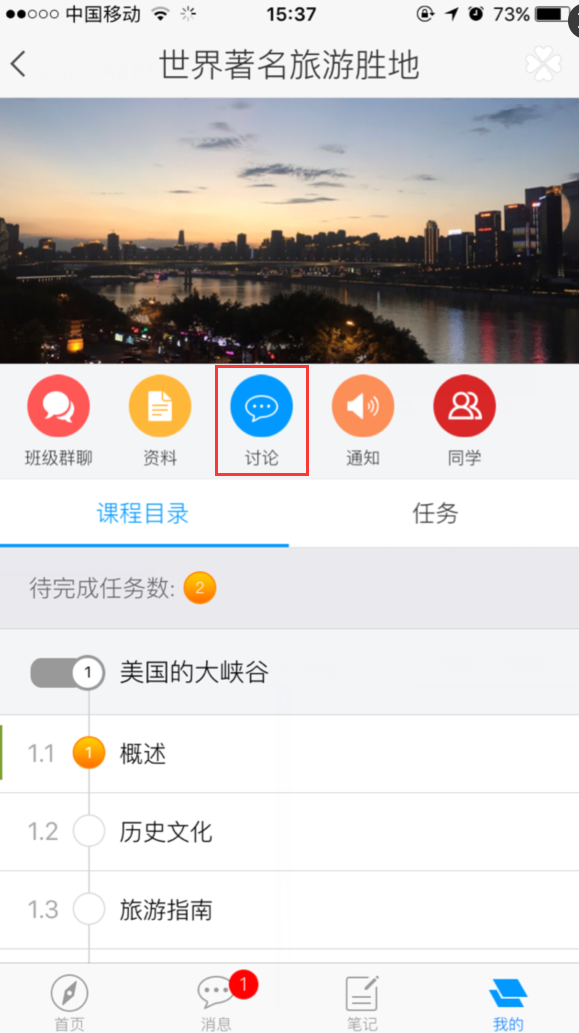 中国移动 15:37 73%
世界著名旅游胜地
班级群聊 资料 讨论 通知 同学
课程目录 任务
待完成任务数: 2
1 美国的大峡谷
1.1 1 概述
1.2 历史文化
1.3 旅游指南
1
首页 消息 笔记 我的